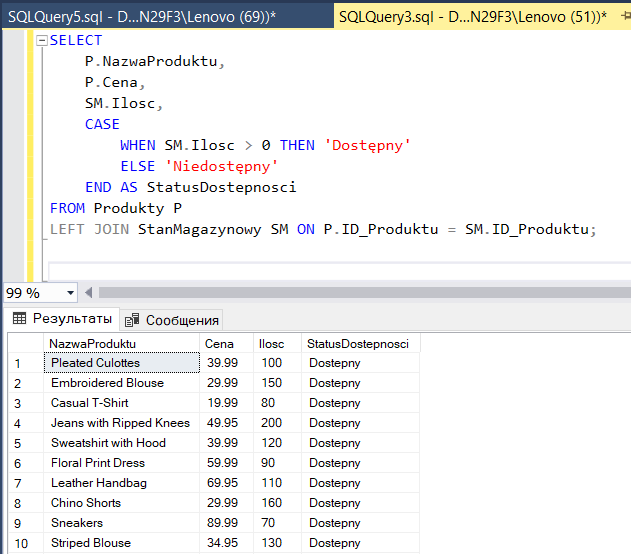 SQLQuery5.sql - D...N29F3\Lenovo (69))*
SQLQuery3.sql - D...N29F3\Lenovo (51))*
SELECT
P.NazwaProduktu,
P.Cena,
SM.Ilosc,
CASE
WHEN SM.Ilosc > 0 THEN 'Dostępny'
ELSE 'Niedostępny'
END AS StatusDostepnosci
FROM Produkty P
LEFT JOIN StanMagazynowy SM ON P.ID_Produktu = SM.ID_Produktu;
99 %
Результаты Сообщения
NazwaProduktu Cena Ilosc StatusDostepnosci
1 Pleated Culottes 39.99 100 Dostepny
2 Embroidered Blouse 29.99 150 Dostepny
3 Casual T-Shirt 19.99 80 Dostepny
4 Jeans with Ripped Knees 49.95 200 Dostepny
5 Sweatshirt with Hood 39.99 120 Dostepny
6 Floral Print Dress 59.99 90 Dostepny
7 Leather Handbag 69.95 110 Dostepny
8 Chino Shorts 29.99 160 Dostepny
9 Sneakers 89.99 70 Dostepny
10 Striped Blouse 34.95 130 Dostepny